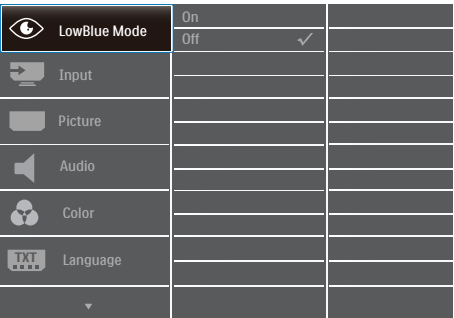 LowBlue Mode
On
Off
Input
Picture
Audio
Color
TXT
Language